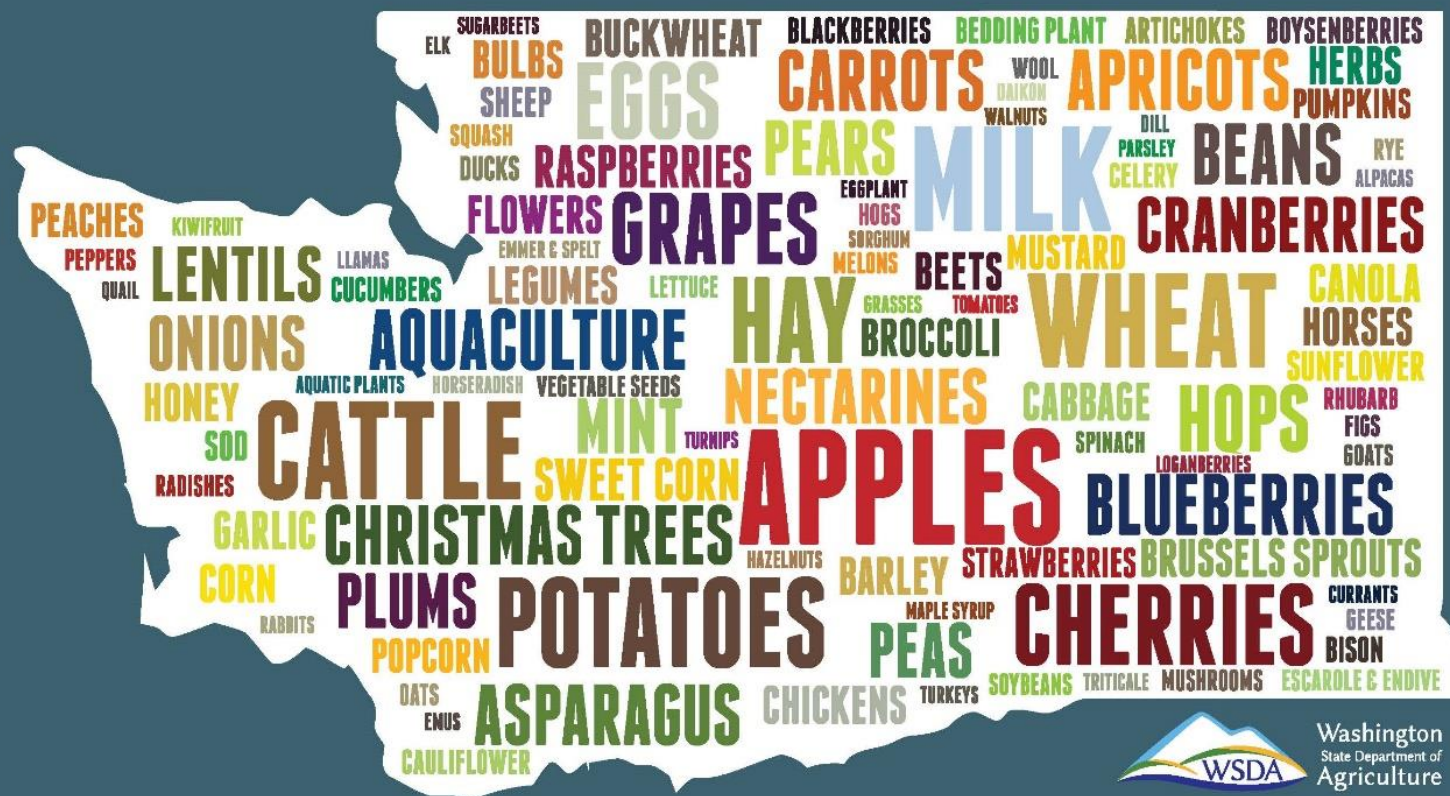 SUGARBEETS
ELK
BULBS
BUCKWHEAT
BLACKBERRIES
BEDDING PLANT
ARTICHOKES
BOYSENBERRIES
SHEEP
EGGS
CARROTS
WOOL
DAIKON
WALNUTS
APRICOTS
HERBS
PUMPKINS
SQUASH
DUCKS
RASPBERRIES
PEARS
MILK
DILL
PARSLEY
CELERY
BEANS
RYE
ALPACAS
PEACHES
KIWIFRUIT
FLOWERS
GRAPES
EGGPLANT
HOGS
SORGHUM
CRANBERRIES
PEPPERS
LENTILS
LLAMAS
EMMER & SPELT
MELONS
BEETS
MUSTARD
QUAIL
CUCUMBERS
LEGUMES
LETTUCE
HAY
GRASSES
TOMATOES
WHEAT
CANOLA
ONIONS
AQUACULTURE
BROCCOLI
HORSES
SUNFLOWER
HONEY
AQUATIC PLANTS
HORSERADISH
VEGETABLE SEEDS
NECTARINES
CABBAGE
HOPS
RHUBARB
FIGS
GOATS
SOD
CATTLE
MINT
TURNIPS
SPINACH
LOGANBERRIES
RADISHES
SWEET CORN
APPLES
BLUEBERRIES
GARLIC
CHRISTMAS TREES
HAZELNUTS
BARLEY
STRAWBERRIES
BRUSSELS SPROUTS
CORN
PLUMS
POTATOES
MAPLE SYRUP
CHERRIES
CURRANTS
GEESE
RABBITS
POPCORN
PEAS
BISON
OATS
EMUS
ASPARAGUS
CHICKENS
TURKEYS
SOYBEANS
TRITICALE
MUSHROOMS
ESCAROLE & ENDIVE
CAULIFLOWER
WSDA
Washington
State Department of
Agriculture